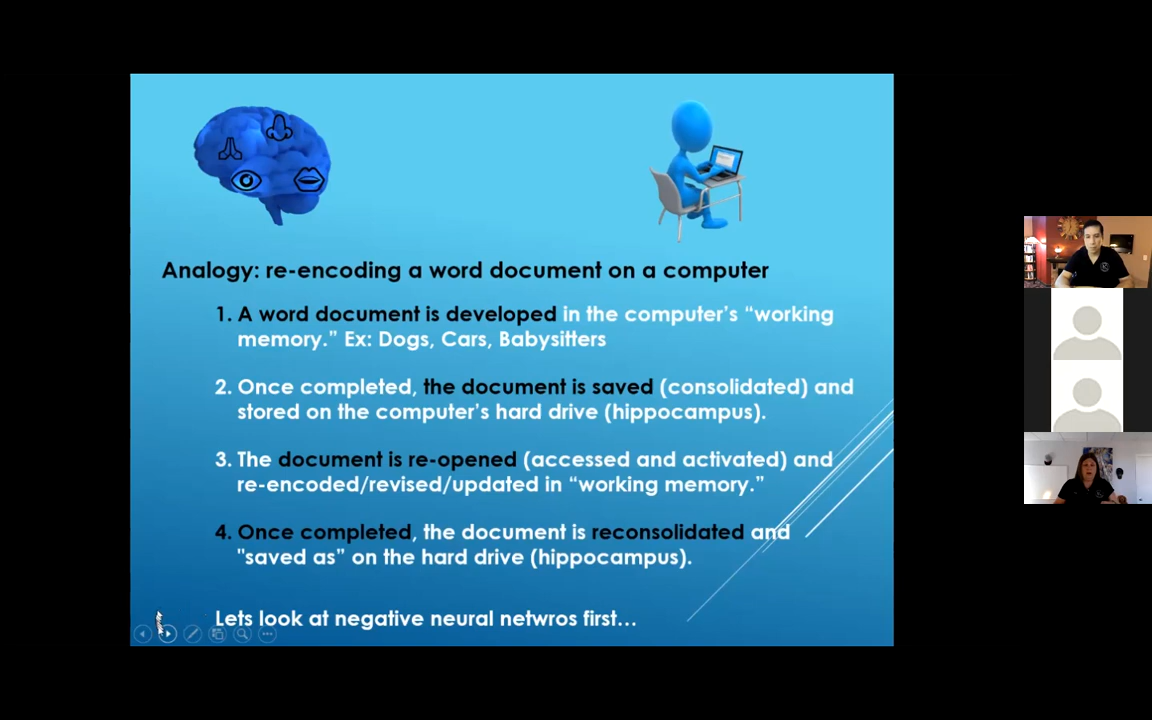 Analogy: re-encoding a word document on a computer
1. A word document is developed in the computer's “working
memory.” Ex: Dogs, Cars, Babysitters
2. Once completed, the document is saved (consolidated) and
stored on the computer's hard drive (hippocampus).
3. The document is re-opened (accessed and activated) and
re-encoded/revised/updated in “working memory.”
4. Once completed, the document is reconsolidated and
"saved as” on the hard drive (hippocampus).
Lets look at negative neural netwros first…